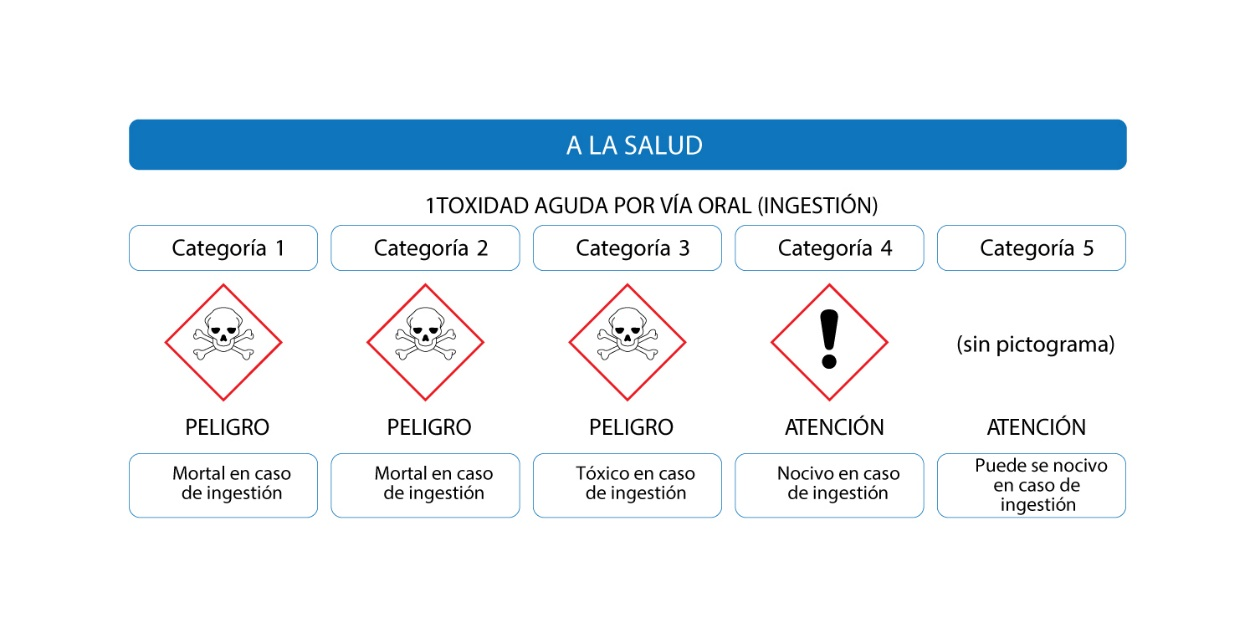 A LA SALUD
1TOXIDAD AGUDA POR VÍA ORAL (INGESTIÓN)
Categoría 1
Categoría 2
Categoría 3
Categoría 4
Categoría 5
(sin pictograma)
PELIGRO
PELIGRO
PELIGRO
ATENCIÓN
ATENCIÓN
Mortal en caso
de ingestión
Mortal en caso
de ingestión
Tóxico en caso
de ingestión
Nocivo en caso
de ingestión
Puede se nocivo
en caso de
ingestión